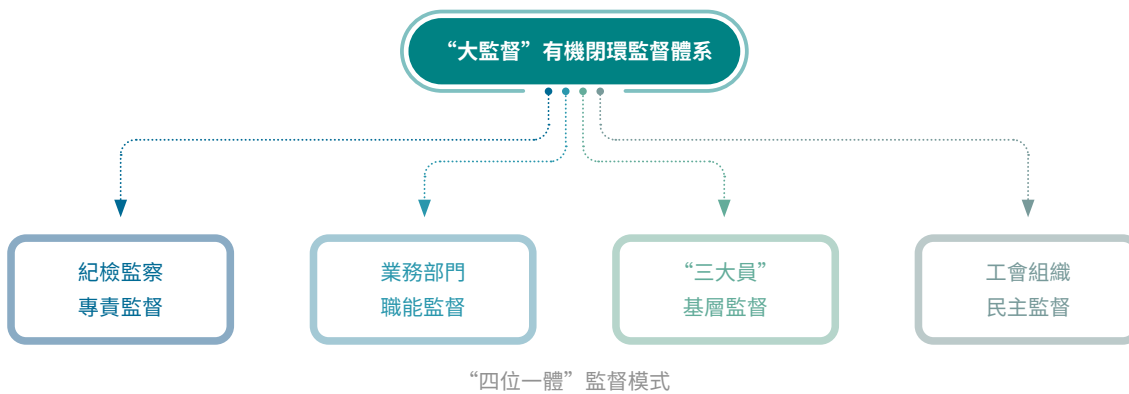 “大監督”有機閉環監督體系
紀檢監察
專責監督
業務部門
職能監督
“三大員”
基層監督
工會組織
民主監督
“四位一體”監督模式